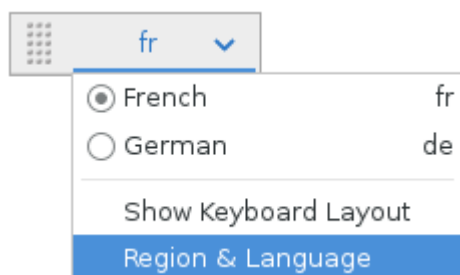 fr
French fr
German de
Show Keyboard Layout
Region & Language